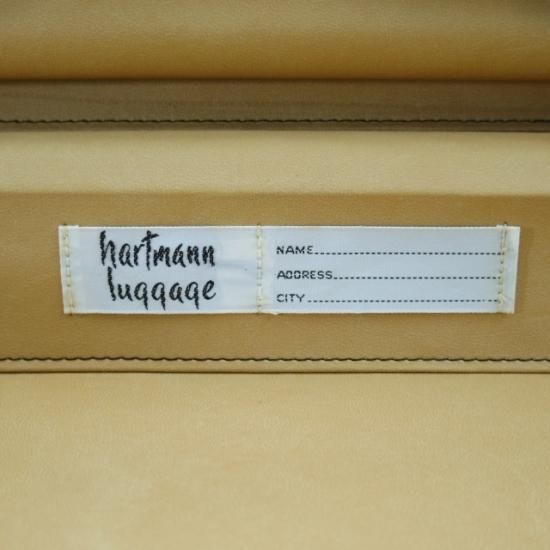 hartmann
luggage
NAME
ADDRESS
CITY